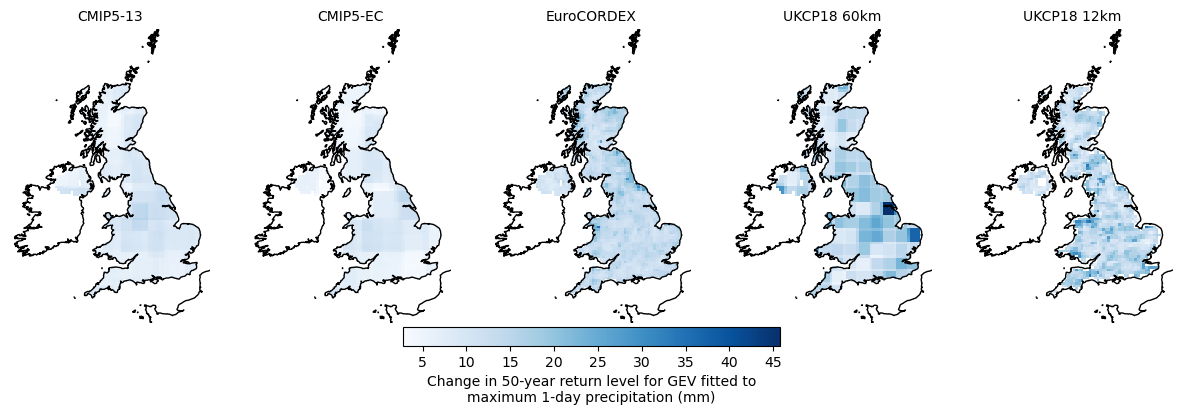 CMIP5-13
CMIP5-EC
EuroCORDEX
UKCP18 60km
UKCP18 12km
5 10 15 20 25 30 35 40 45
Change in 50-year return level for GEV fitted to
maximum 1-day precipitation (mm)